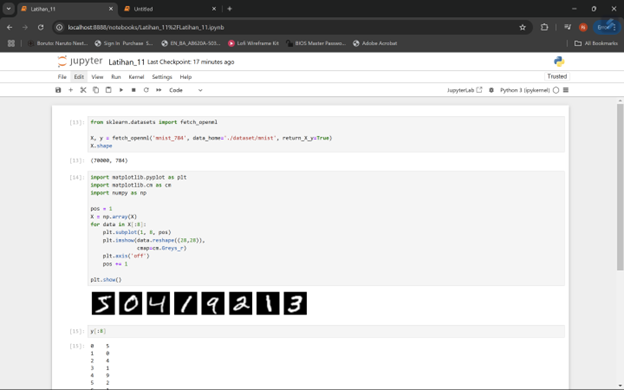 Latihan_11
Untitled
localhost:8888/notebooks/Latihan_11%2FLatihan_11.ipynb
Boruto: Naruto Next...
Sign In Purchase S...
EN_BA_AB620A-S05...
Lofi Wireframe Kit
BIOS Master Passwo...
Adobe Acrobat
All Bookmarks
jupyter Latihan_11 Last Checkpoint: 17 minutes ago
File Edit View Run Kernel Settings Help
Trusted
Code
JupyterLab
Python 3 (ipykernel)
[13]: from sklearn.datasets import fetch_openml
X, y = fetch_openml('mnist_784', data_home='./dataset/mnist', return_X_y=True)
X.shape
[13]: (70000, 784)
[14]: import matplotlib.pyplot as plt
import matplotlib.cm as cm
import numpy as np
pos = 1
X = np.array(X)
for data in X[:8]:
plt.subplot(1, 8, pos)
plt.imshow(data.reshape((28,28)),
cmap=cm.Greys_r)
plt.axis('off')
pos += 1
plt.show()
5 0 4 1 9 2 1 3
[15]: y[:8]
[15]: 0 5
1 0
2 4
3 1
4 9
5 2